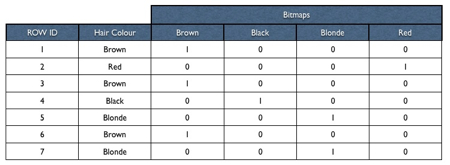 Bitmaps
ROW ID Hair Colour Brown Black Blonde Red
1 Brown 1 0 0 0
2 Red 0 0 0 1
3 Brown 1 0 0 0
4 Black 0 1 0 0
5 Blonde 0 0 1 0
6 Brown 1 0 0 0
7 Blonde 0 0 1 0